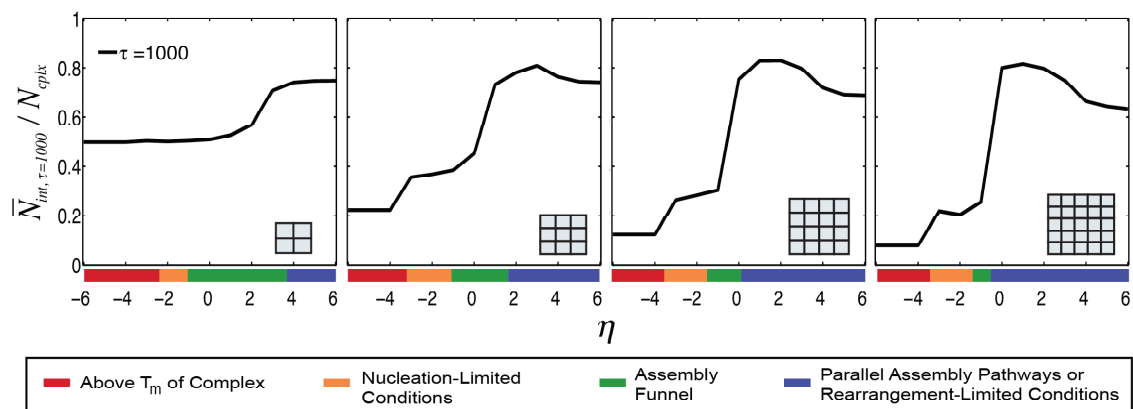 N̄int, τ=1000 / Ncplx
1
0.8
0.6
0.4
0.2
0
τ =1000
−6 −4 −2 0 2 4 6
−4 −2 0 2 4 6
−4 −2 0 2 4 6
−4 −2 0 2 4 6
η
Above Tm of Complex
Nucleation-Limited
Conditions
Assembly
Funnel
Parallel Assembly Pathways or
Rearrangement-Limited Conditions